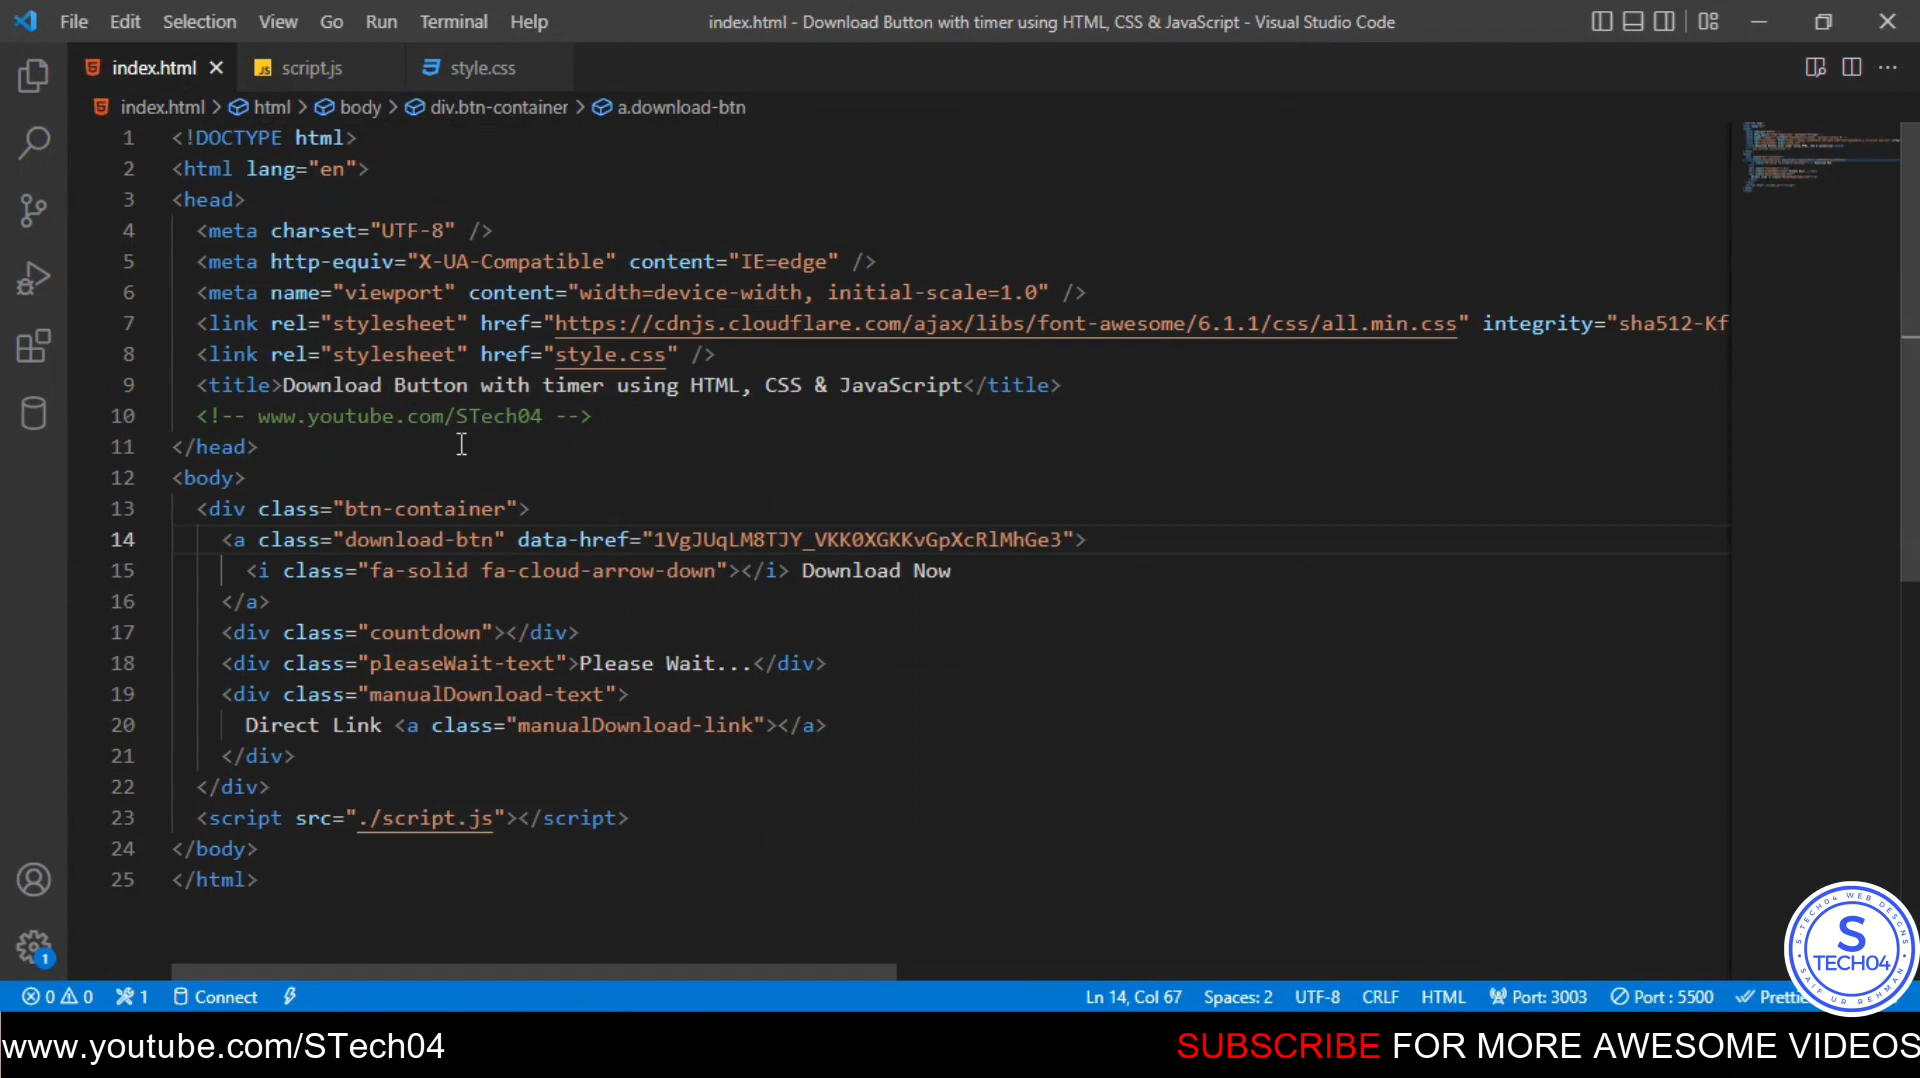 File Edit Selection View Go Run Terminal Help index.html - Download Button with timer using HTML, CSS & JavaScript - Visual Studio Code
index.html script.js style.css
index.html > html > body > div.btn-container > a.download-btn
1 <!DOCTYPE html>
2 <html lang="en">
3 <head>
4 <meta charset="UTF-8" />
5 <meta http-equiv="X-UA-Compatible" content="IE=edge" />
6 <meta name="viewport" content="width=device-width, initial-scale=1.0" />
7 <link rel="stylesheet" href="https://cdnjs.cloudflare.com/ajax/libs/font-awesome/6.1.1/css/all.min.css" integrity="sha512-Kf
8 <link rel="stylesheet" href="style.css" />
9 <title>Download Button with timer using HTML, CSS & JavaScript</title>
10 <!-- www.youtube.com/STech04 -->
11 </head>
12 <body>
13 <div class="btn-container">
14 <a class="download-btn" data-href="1VgJUqLM8TJY_VKK0XGKKvGpXcRlMhGe3">
15 <i class="fa-solid fa-cloud-arrow-down"></i> Download Now
16 </a>
17 <div class="countdown"></div>
18 <div class="pleaseWait-text">Please Wait...</div>
19 <div class="manualDownload-text">
20 Direct Link <a class="manualDownload-link"></a>
21 </div>
22 </div>
23 <script src="./script.js"></script>
24 </body>
25 </html>
1
S-TECH04 WEB DESGNS
S
TECH04
SAIF UR REHMAN
0 0 1 Connect Ln 14, Col 67 Spaces: 2 UTF-8 CRLF HTML Port: 3003 Port : 5500 Prettie
www.youtube.com/STech04 SUBSCRIBE FOR MORE AWESOME VIDEOS